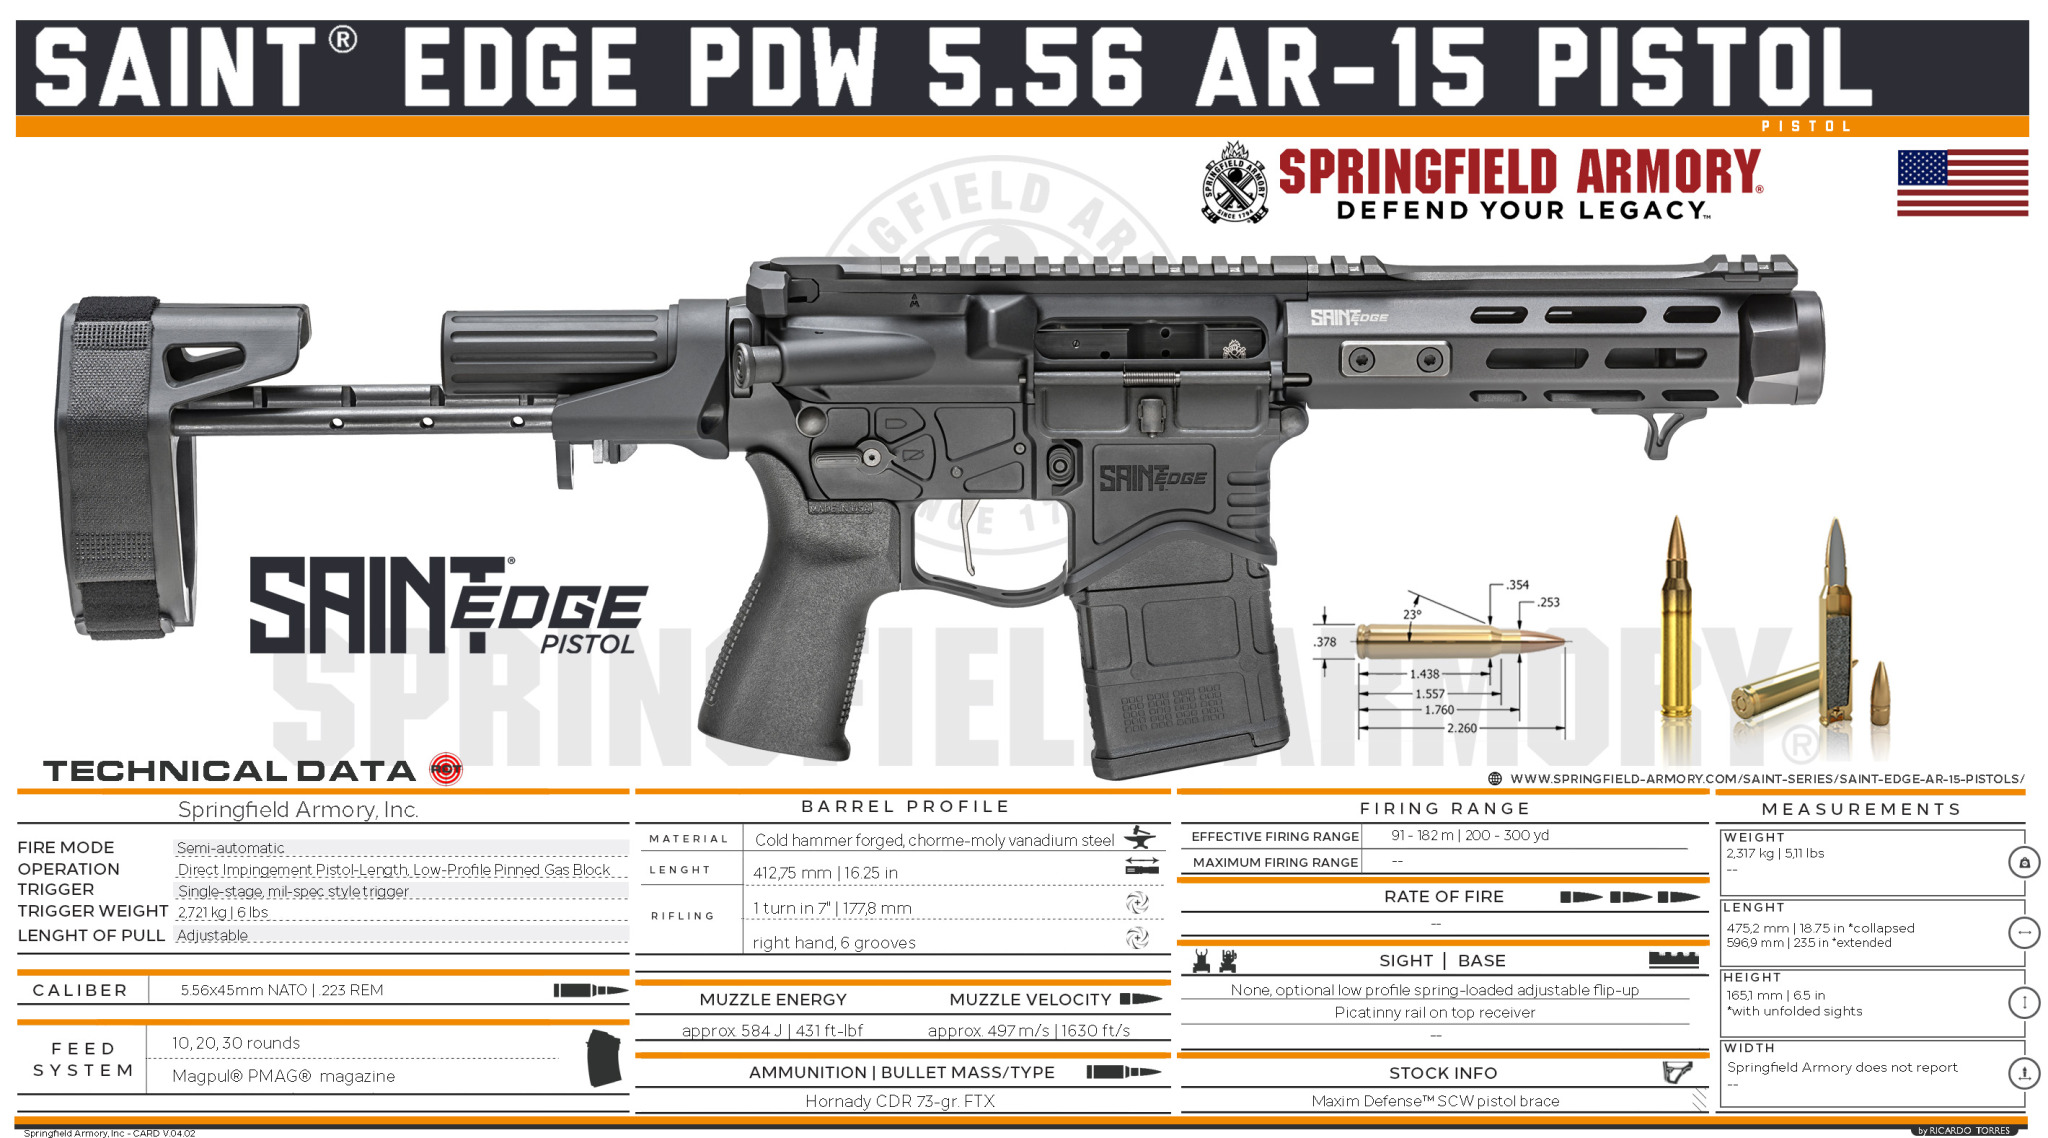 SAINT® EDGE PDW 5.56 AR-15 PISTOL
PISTOL
SPRINGFIELD ARMORY
SINCE 1794
SPRINGFIELD ARMORY®
DEFEND YOUR LEGACY™
SAINT EDGE
SAINT EDGE
MADE IN USA
SAINT® EDGE
PISTOL
SPRINGFIELD ARMORY®
.354
.253
23°
.378
1.438
1.557
1.760
2.260
TECHNICAL DATA
WWW.SPRINGFIELD-ARMORY.COM/SAINT-SERIES/SAINT-EDGE-AR-15-PISTOLS/
Springfield Armory, Inc.
FIRE MODE Semi-automatic
OPERATION Direct Impingement Pistol-Length, Low-Profile Pinned Gas Block
TRIGGER Single-stage, mil-spec style trigger
TRIGGER WEIGHT 2,721 kg | 6 lbs
LENGHT OF PULL Adjustable
CALIBER 5.56x45mm NATO | .223 REM
FEED SYSTEM
10, 20, 30 rounds
Magpul® PMAG® magazine
BARREL PROFILE
MATERIAL Cold hammer forged, chorme-moly vanadium steel
LENGHT 412,75 mm | 16.25 in
RIFLING
1 turn in 7" | 177,8 mm
right hand, 6 grooves
MUZZLE ENERGY MUZZLE VELOCITY
approx. 584 J | 431 ft-lbf approx. 497 m/s | 1630 ft/s
AMMUNITION | BULLET MASS/TYPE
Hornady CDR 73-gr. FTX
FIRING RANGE
EFFECTIVE FIRING RANGE 91 - 182 m | 200 - 300 yd
MAXIMUM FIRING RANGE --
RATE OF FIRE
--
SIGHT | BASE
None, optional low profile spring-loaded adjustable flip-up
Picatinny rail on top receiver
--
STOCK INFO
Maxim Defense™ SCW pistol brace
MEASUREMENTS
WEIGHT
2,317 kg | 5,11 lbs
--
LENGHT
475,2 mm | 18.75 in *collapsed
596,9 mm | 23.5 in *extended
HEIGHT
165,1 mm | 6.5 in
*with unfolded sights
WIDTH
Springfield Armory does not report
--
Springfield Armory, Inc - CARD V.04.02
by RICARDO TORRES